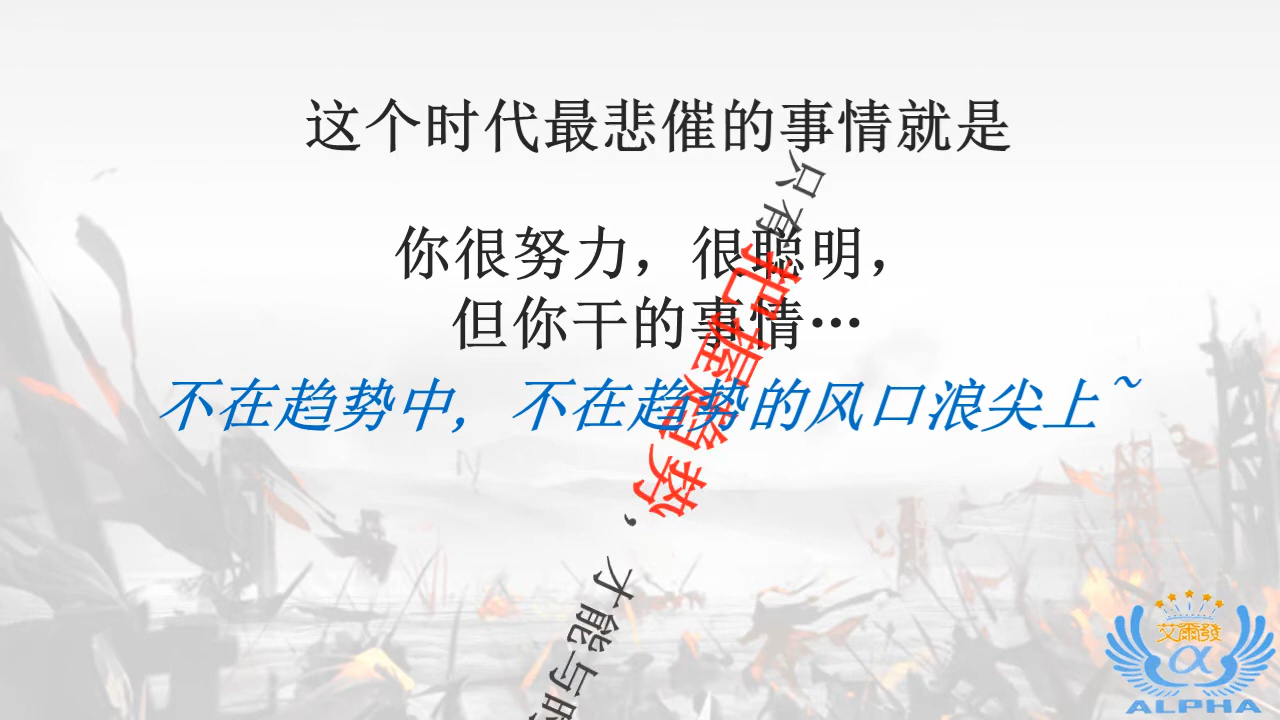 这个时代最悲催的事情就是
你很努力，很聪明，
但你干的事情…
不在趋势中，不在趋势的风口浪尖上~
只有把握趋势，才能与时
艾爾發
α
ALPHA